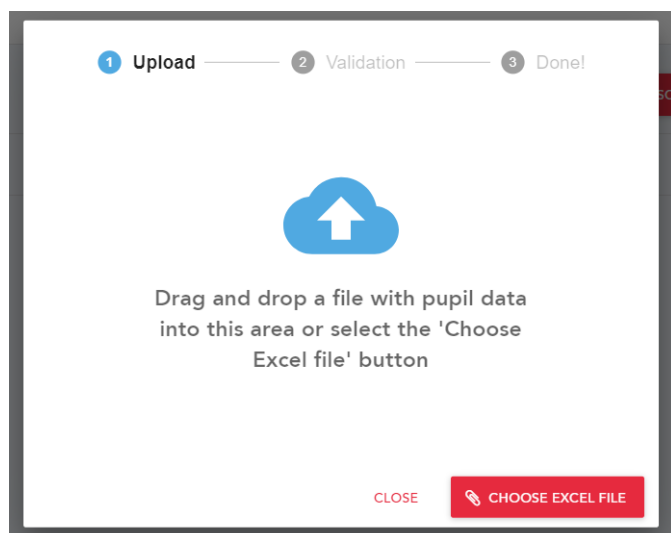 1 Upload 2 Validation 3 Done!
Drag and drop a file with pupil data
into this area or select the 'Choose
Excel file' button
CLOSE CHOOSE EXCEL FILE